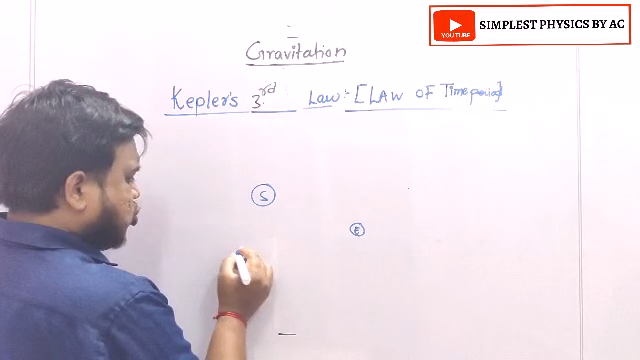 YOUTUBE
SIMPLEST PHYSICS BY AC
Gravitation
Kepler's 3rd Law :- [LAW OF Time period]
S
E